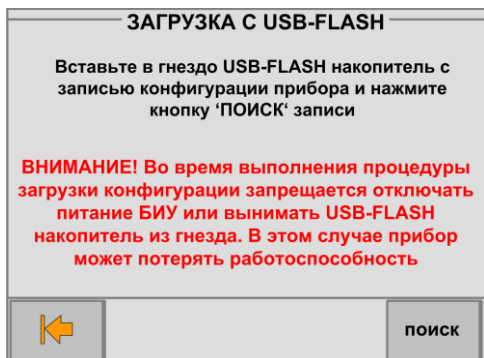 ЗАГРУЗКА С USB-FLASH
Вставьте в гнездо USB-FLASH накопитель с
записью конфигурации прибора и нажмите
кнопку ‘ПОИСК‘ записи
ВНИМАНИЕ! Во время выполнения процедуры
загрузки конфигурации запрещается отключать
питание БИУ или вынимать USB-FLASH
накопитель из гнезда. В этом случае прибор
может потерять работоспособность
поиск